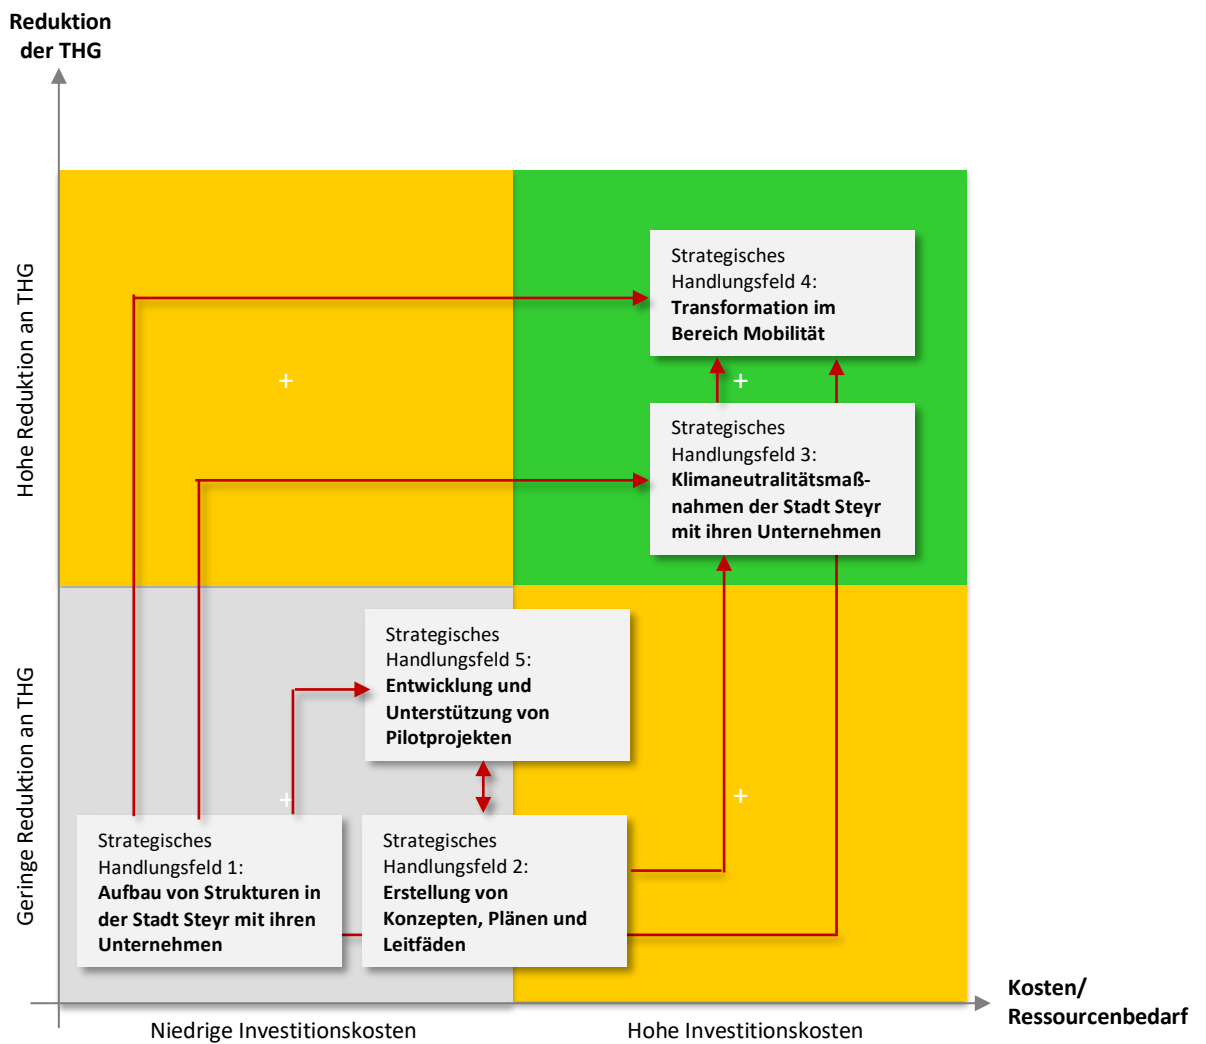 Reduktion
der THG
Hohe Reduktion an THG
Strategisches
Handlungsfeld 4:
Transformation im
Bereich Mobilität
+
+
Strategisches
Handlungsfeld 3:
Klimaneutralitätsmaß-
nahmen der Stadt Steyr
mit ihren Unternehmen
Geringe Reduktion an THG
Strategisches
Handlungsfeld 5:
Entwicklung und
Unterstützung von
Pilotprojekten
+
+
Strategisches
Handlungsfeld 1:
Aufbau von Strukturen in
der Stadt Steyr mit ihren
Unternehmen
Strategisches
Handlungsfeld 2:
Erstellung von
Konzepten, Plänen und
Leitfäden
Kosten/
Ressourcenbedarf
Niedrige Investitionskosten
Hohe Investitionskosten